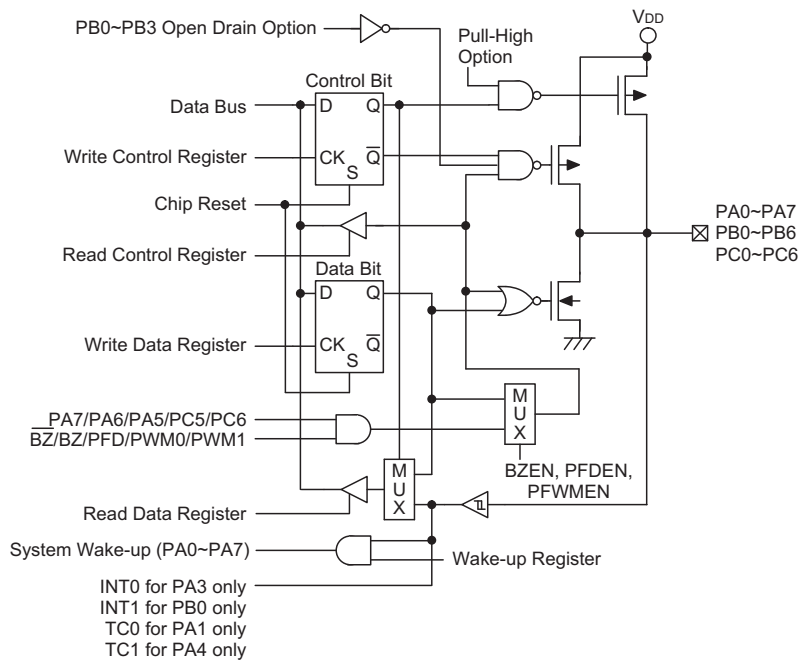 PB0~PB3 Open Drain Option
VDD
Pull-High
Option
Control Bit
Data Bus
D
Q
Write Control Register
CK
Q̅
S
Chip Reset
Read Control Register
PA0~PA7
PB0~PB6
PC0~PC6
Data Bit
D
Q
Write Data Register
CK
Q̅
S
PA7/PA6/PA5/PC5/PC6
B̅Z̅/BZ/PFD/PWM0/PWM1
M
U
X
BZEN, PFDEN,
PFWMEN
M
U
X
Read Data Register
System Wake-up (PA0~PA7)
Wake-up Register
INT0 for PA3 only
INT1 for PB0 only
TC0 for PA1 only
TC1 for PA4 only